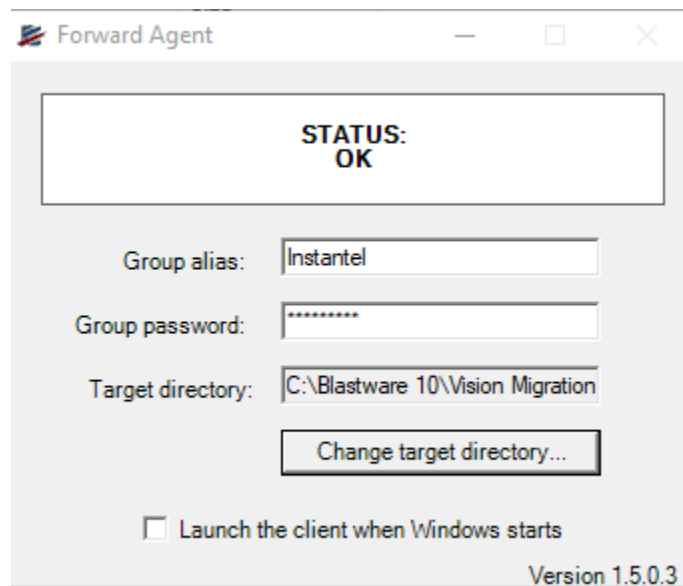 Forward Agent
STATUS:
OK
Group alias: Instantel
Group password: *********
Target directory: C:\Blastware 10\Vision Migration
Change target directory...
Launch the client when Windows starts
Version 1.5.0.3